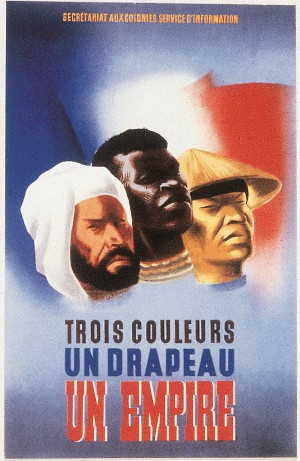 SECRÉTARIAT AUX COLONIES SERVICE D'INFORMATION
TROIS COULEURS
UN DRAPEAU
UN EMPIRE